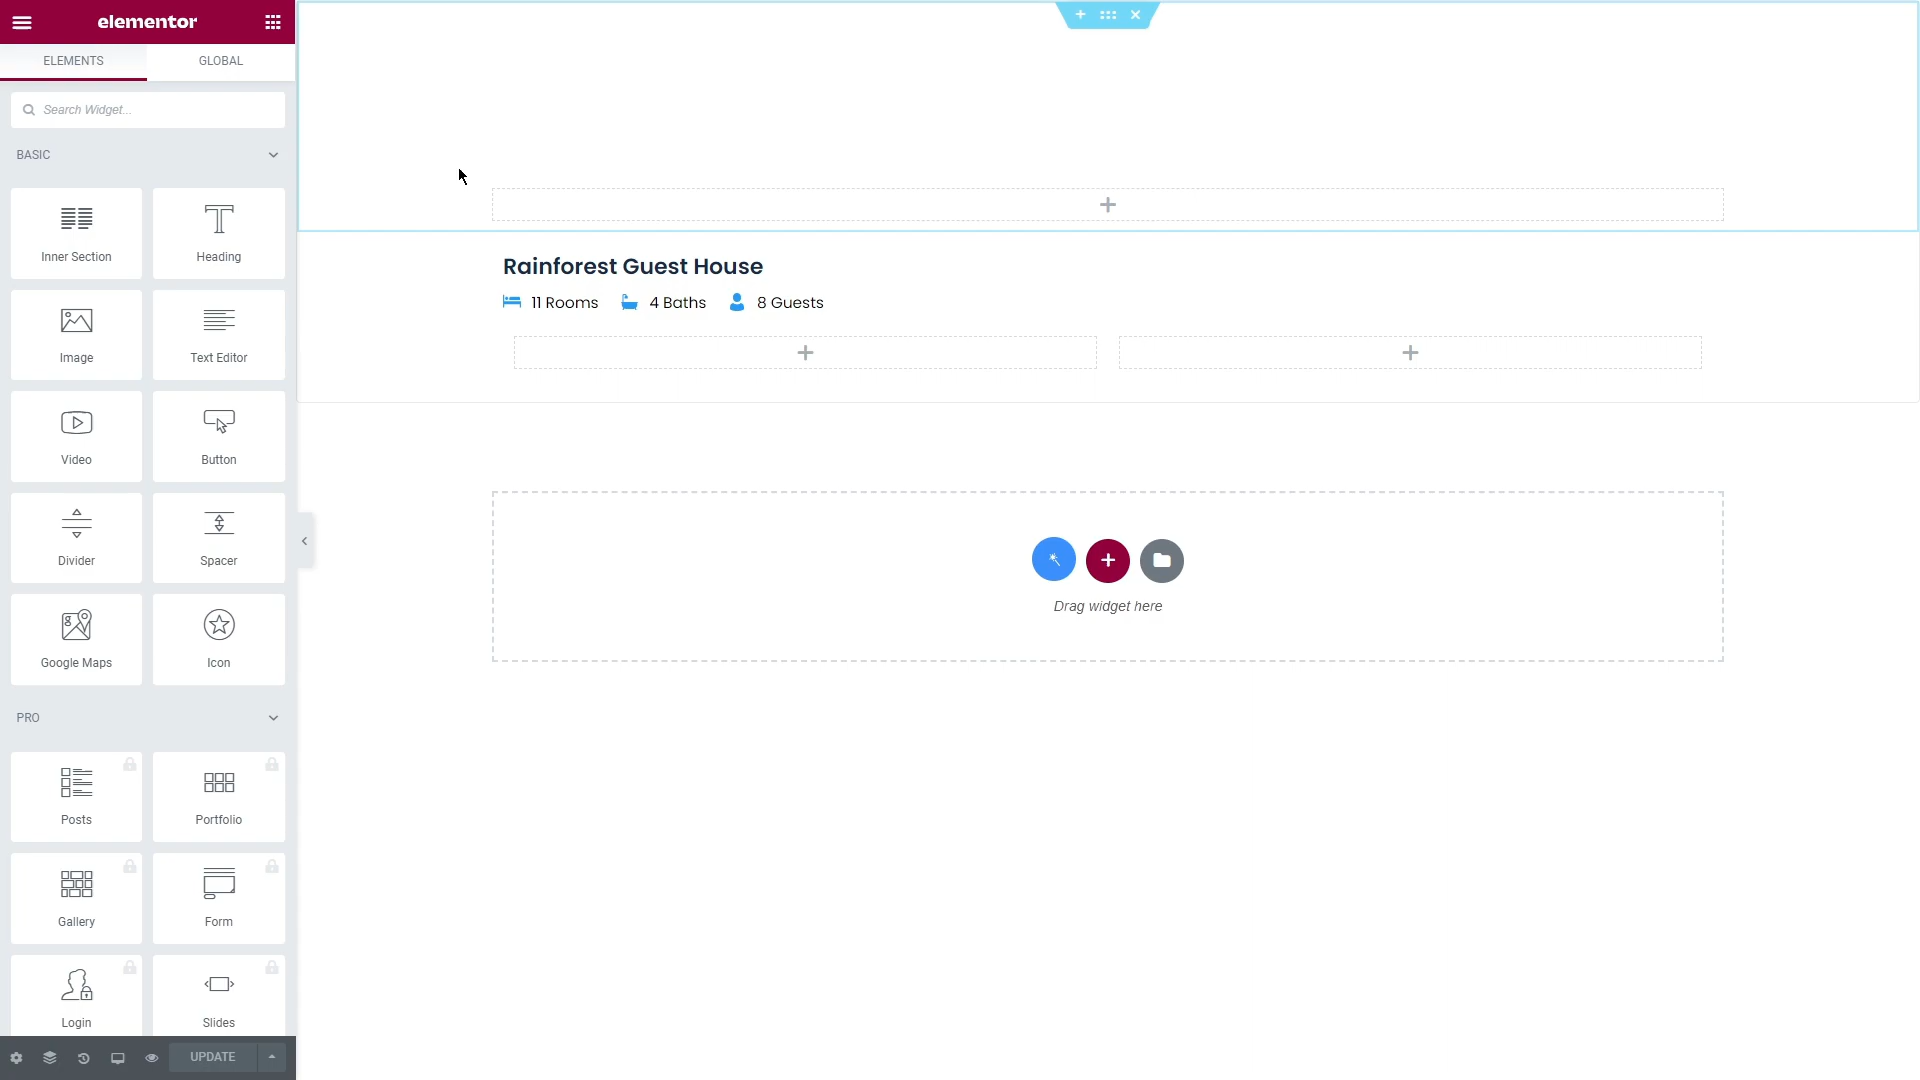 elementor
ELEMENTS
GLOBAL
Search Widget...
BASIC
Inner Section
Heading
Image
Text Editor
Video
Button
Divider
Spacer
Google Maps
Icon
PRO
Posts
Portfolio
Gallery
Form
Login
Slides
UPDATE
Rainforest Guest House
11 Rooms 4 Baths 8 Guests
Drag widget here